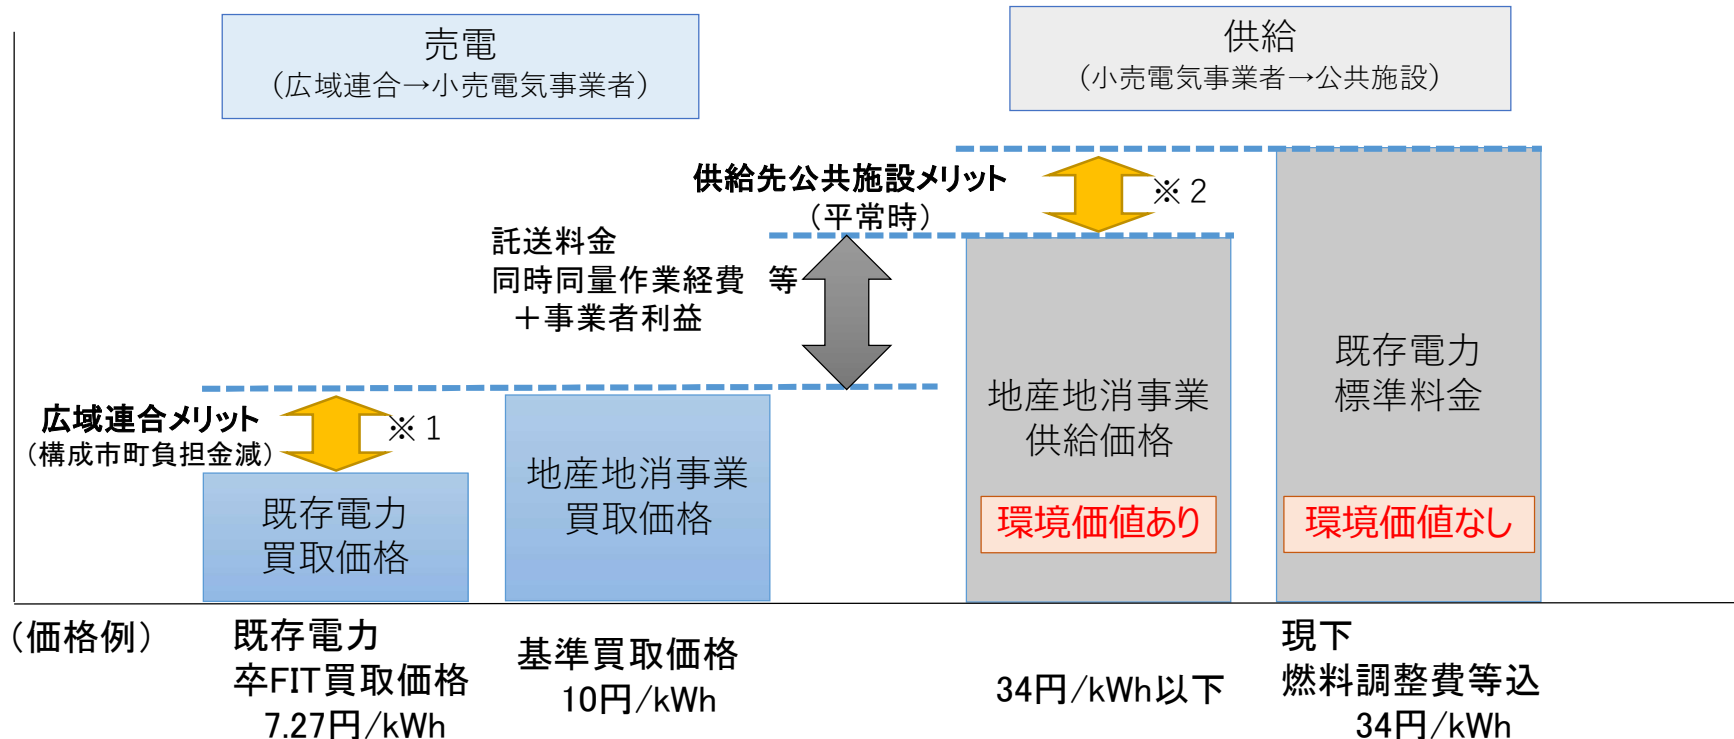 売電
（広域連合→小売電気事業者）
供給
（小売電気事業者→公共施設）
供給先公共施設メリット
（平常時）
※２
託送料金
同時同量作業経費　等
＋事業者利益
広域連合メリット
（構成市町負担金減）
※１
既存電力
買取価格
地産地消事業
買取価格
地産地消事業
供給価格
環境価値あり
既存電力
標準料金
環境価値なし
（価格例）
既存電力
卒FIT買取価格
7.27円/kWh
基準買取価格
10円/kWh
34円/kWh以下
現下
燃料調整費等込
34円/kWh